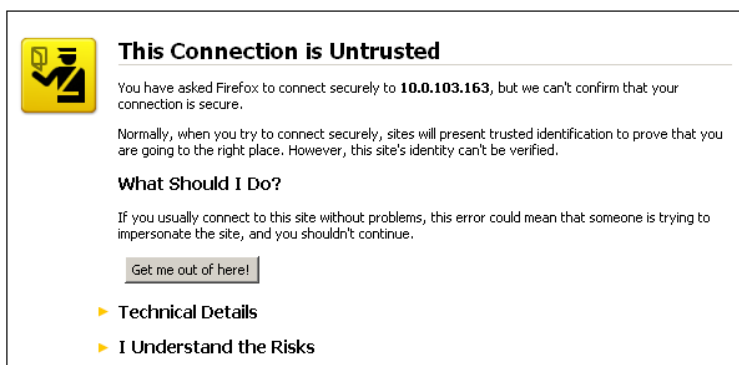 This Connection is Untrusted
You have asked Firefox to connect securely to 10.0.103.163, but we can't confirm that your
connection is secure.
Normally, when you try to connect securely, sites will present trusted identification to prove that you
are going to the right place. However, this site's identity can't be verified.
What Should I Do?
If you usually connect to this site without problems, this error could mean that someone is trying to
impersonate the site, and you shouldn't continue.
Get me out of here!
Technical Details
I Understand the Risks